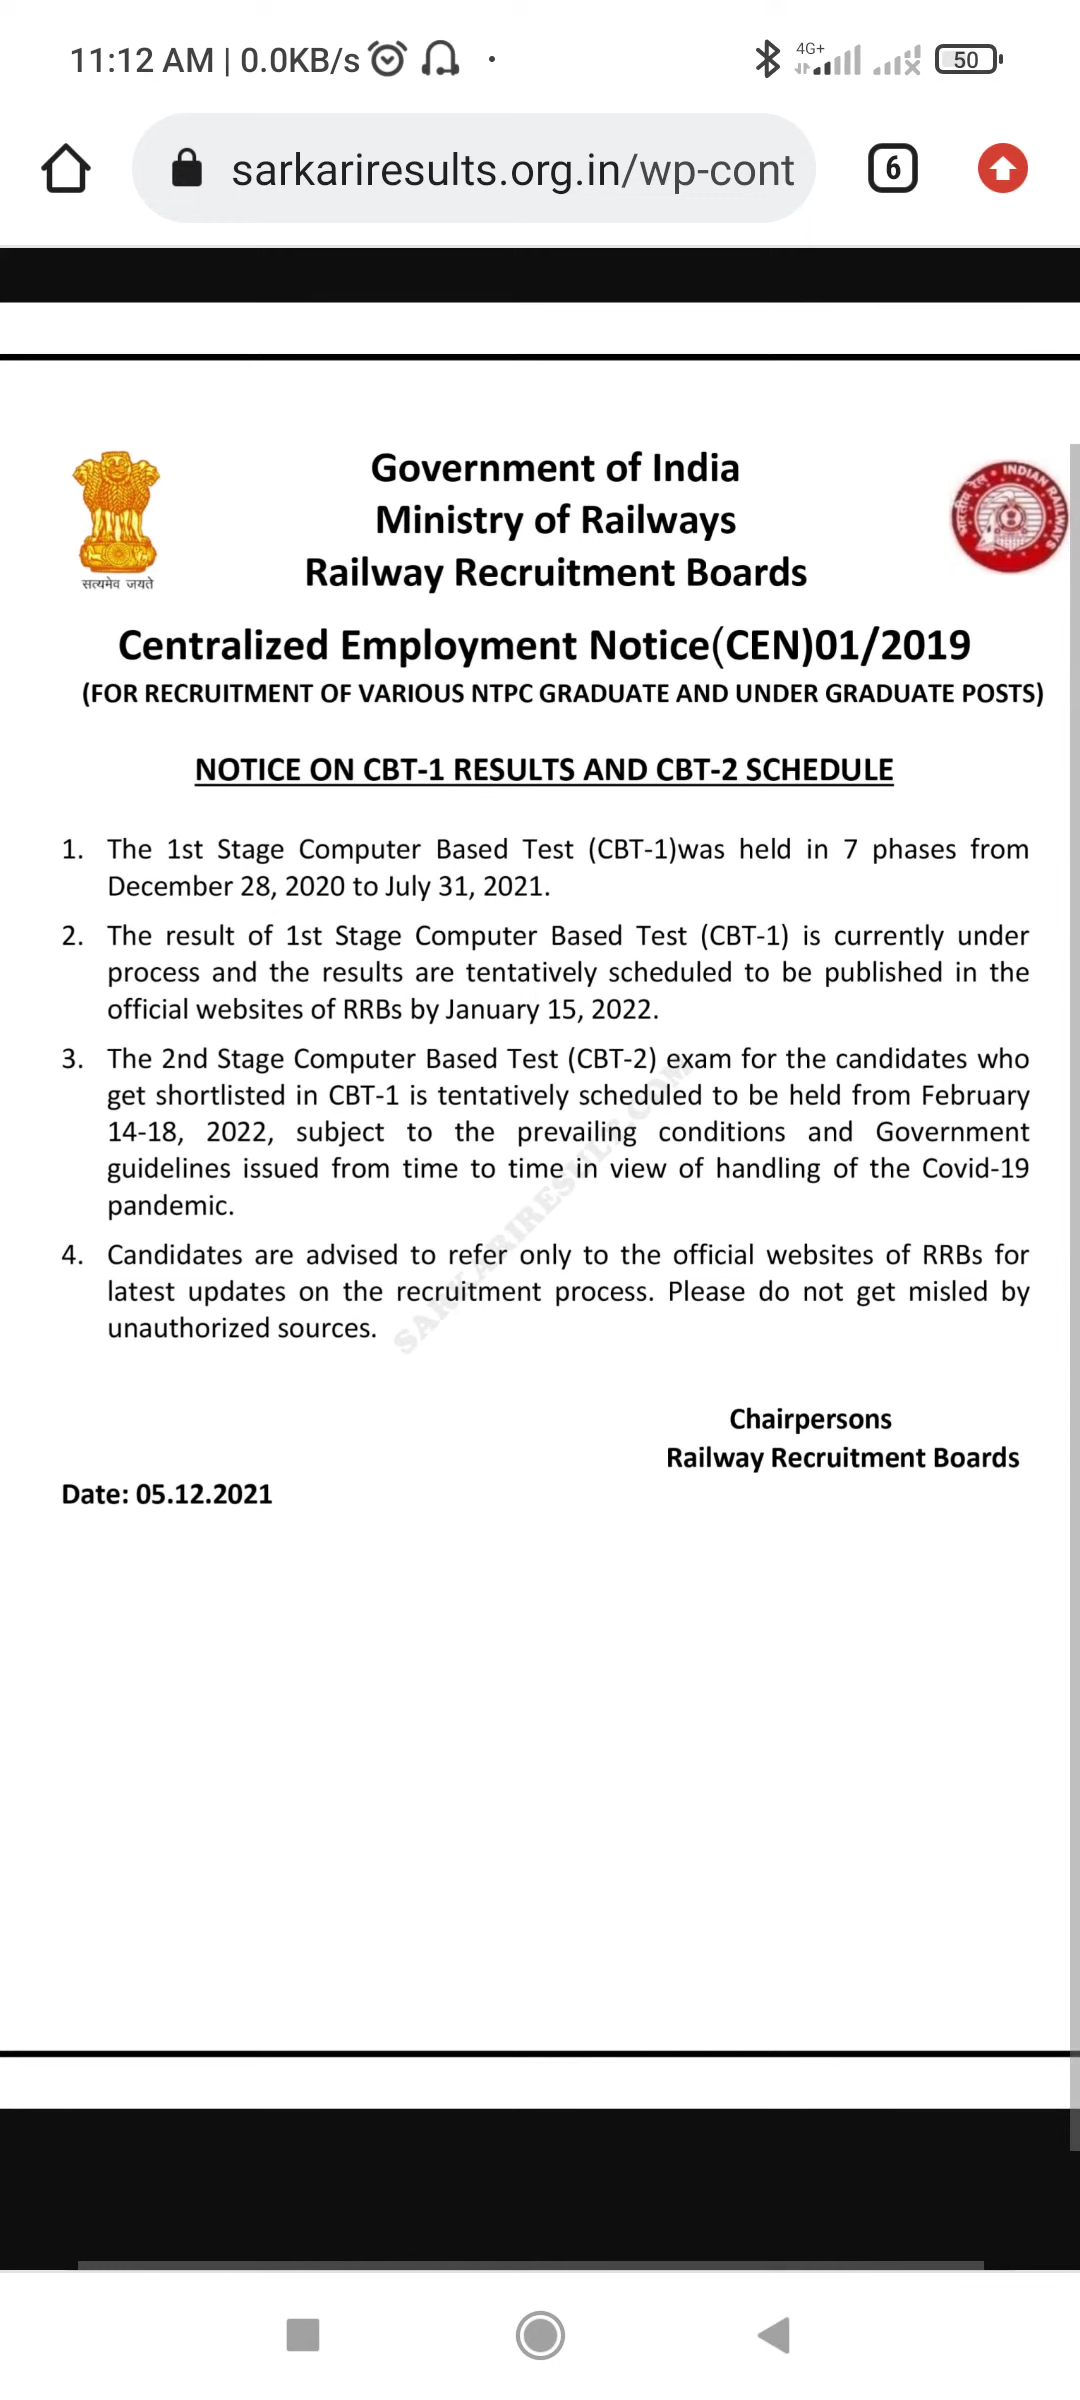 11:12 AM | 0.0KB/s
4G+
50
sarkariresults.org.in/wp-cont
6
सत्यमेव जयते
Government of India
Ministry of Railways
Railway Recruitment Boards
भारतीय रेल
INDIAN RAILWAYS
Centralized Employment Notice(CEN)01/2019
(FOR RECRUITMENT OF VARIOUS NTPC GRADUATE AND UNDER GRADUATE POSTS)
NOTICE ON CBT-1 RESULTS AND CBT-2 SCHEDULE
1. The 1st Stage Computer Based Test (CBT-1)was held in 7 phases from
December 28, 2020 to July 31, 2021.
2. The result of 1st Stage Computer Based Test (CBT-1) is currently under
process and the results are tentatively scheduled to be published in the
official websites of RRBs by January 15, 2022.
3. The 2nd Stage Computer Based Test (CBT-2) exam for the candidates who
get shortlisted in CBT-1 is tentatively scheduled to be held from February
14-18, 2022, subject to the prevailing conditions and Government
guidelines issued from time to time in view of handling of the Covid-19
pandemic.
4. Candidates are advised to refer only to the official websites of RRBs for
latest updates on the recruitment process. Please do not get misled by
unauthorized sources.
SARKARIRESULT.COM
Chairpersons
Railway Recruitment Boards
Date: 05.12.2021